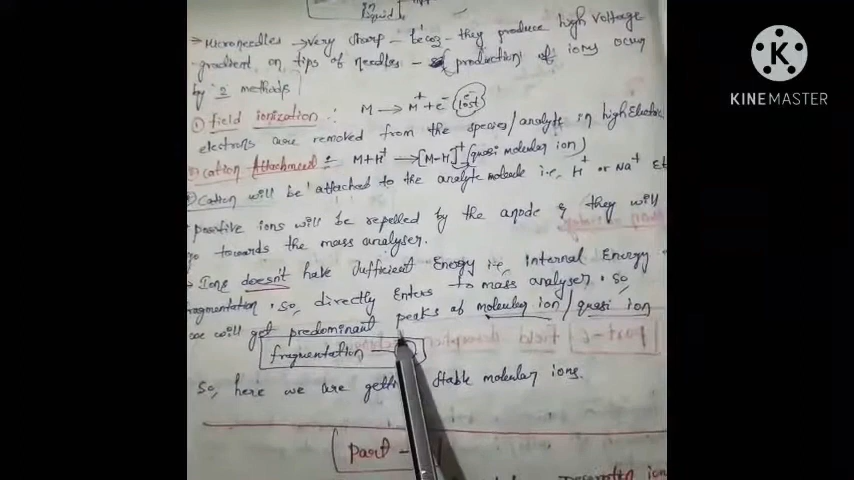 Liquid
→ Microneedles → Very sharp - b'coz - they produce high Voltage
gradient on tips of needles - production of ions occur
by 2 methods
① field ionization : M → M⁺ + e⁻ (lost)
electrons are removed from the species/analyte in high Electric
cation Attachment : M+H⁺ → [M-H]⁺ (quasi molecular ion)
Cation will be attached to the analyte molecule i.e, H⁺ or Na⁺ Et
positive ions will be repelled by the anode & they will
go towards the mass analyser.
→ Ions doesn't have sufficient Energy i.e, internal Energy
fragmentation . So, directly Enters to mass analyser . So,
we will get predominant peaks of molecular ion / quasi ion
fragmentation
So, here we are getti stable molecular ions.
part -
KINEMASTER